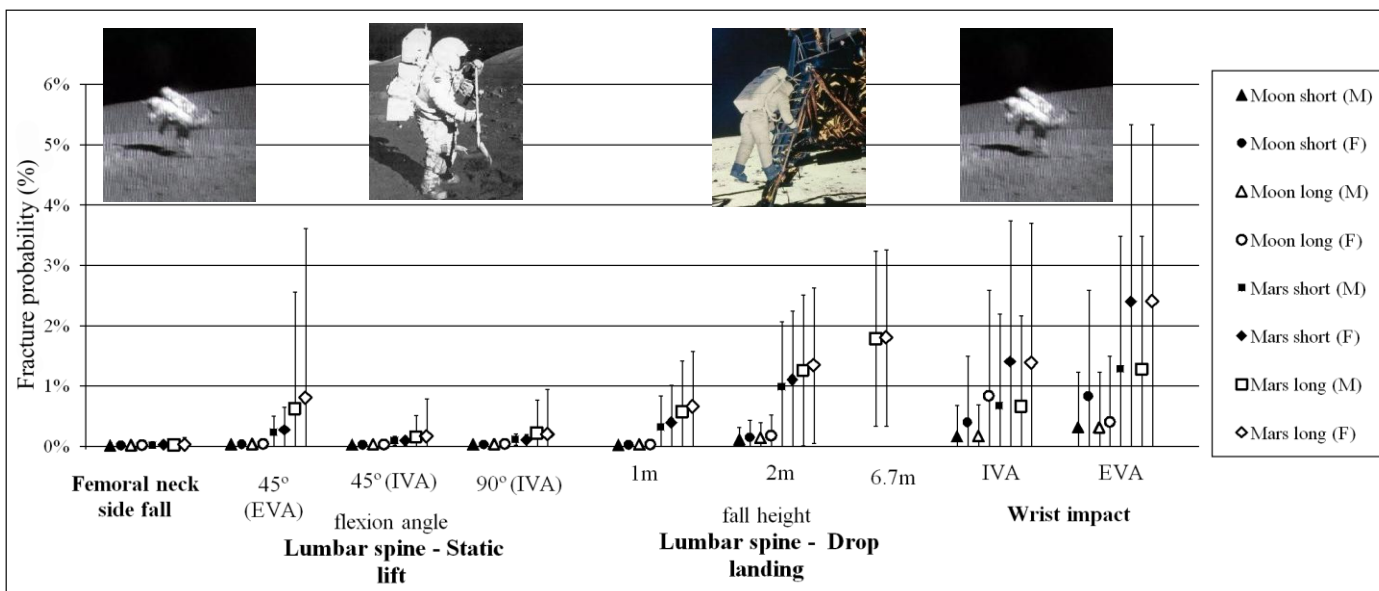 Fracture probability (%)
6%
5%
4%
3%
2%
1%
0%
Femoral neck
side fall
45°
(EVA)
45° (IVA)
90° (IVA)
flexion angle
Lumbar spine - Static
lift
1m
2m
6.7m
fall height
Lumbar spine - Drop
landing
IVA
EVA
Wrist impact
Moon short (M)
Moon short (F)
Moon long (M)
Moon long (F)
Mars short (M)
Mars short (F)
Mars long (M)
Mars long (F)